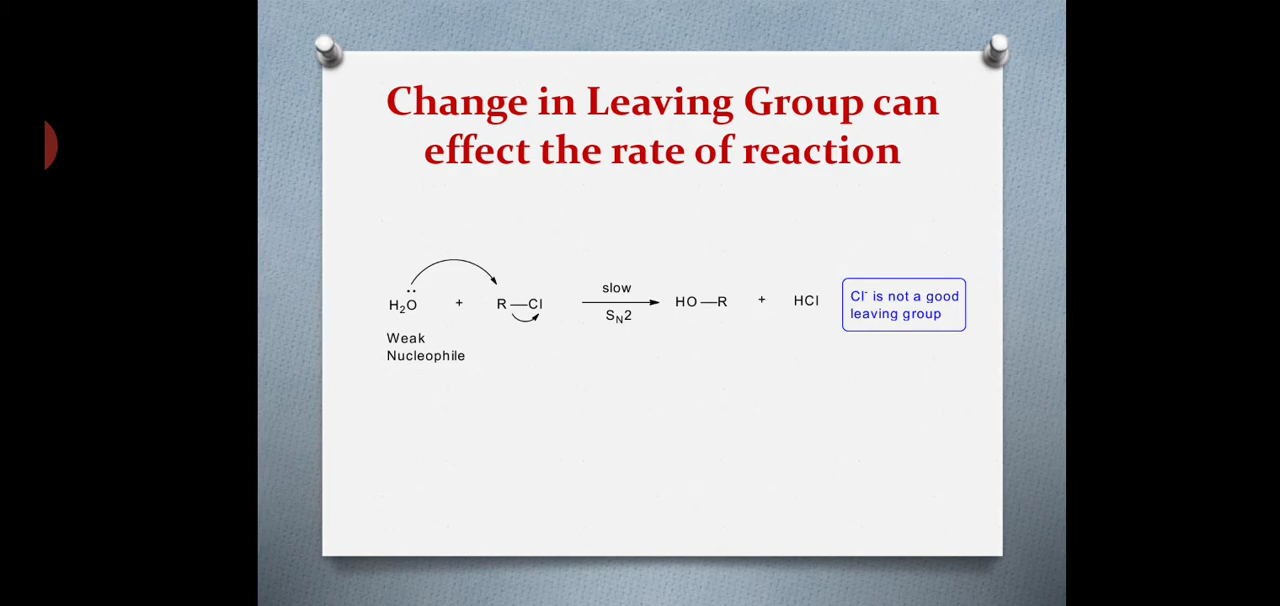 Change in Leaving Group can
effect the rate of reaction
H₂O + R—Cl slow HO—R + HCl
S_N2
Weak
Nucleophile
Cl⁻ is not a good
leaving group